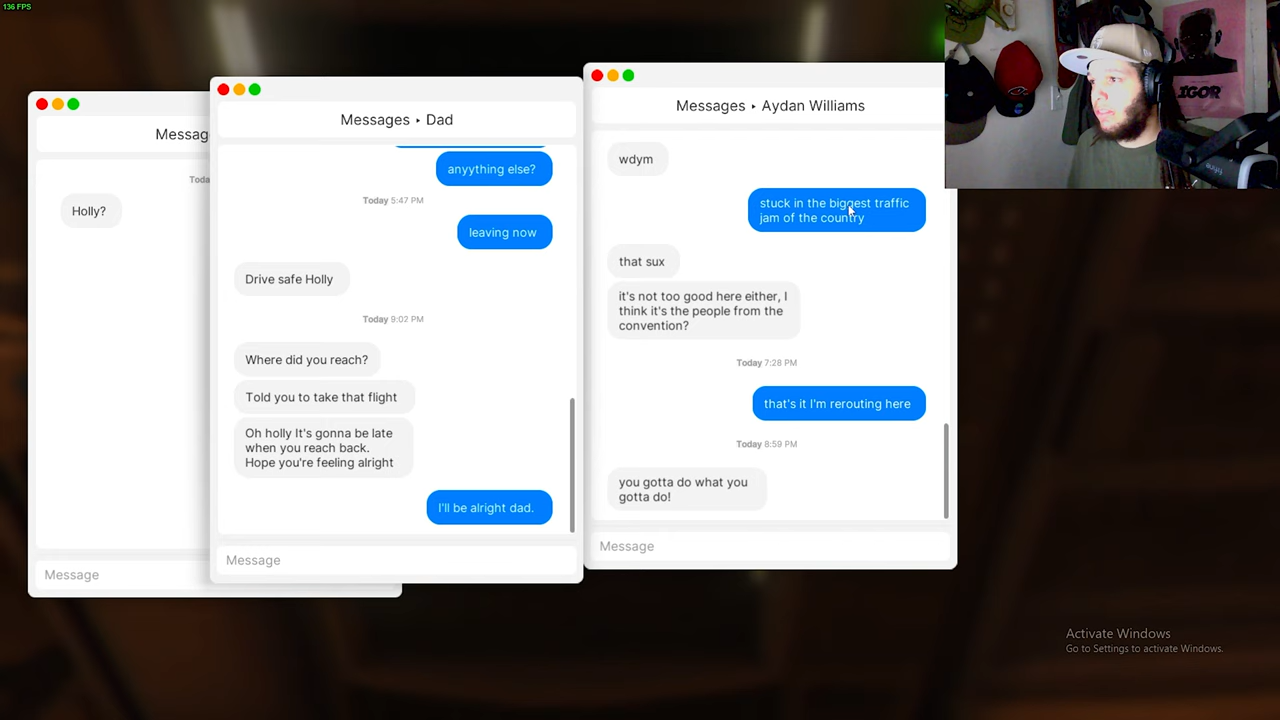 136 FPS
Messag
Toda
Holly?
Message
Messages ▸ Dad
anyything else?
Today 5:47 PM
leaving now
Drive safe Holly
Today 9:02 PM
Where did you reach?
Told you to take that flight
Oh holly It's gonna be late
when you reach back.
Hope you're feeling alright
I'll be alright dad.
Message
Messages ▸ Aydan Williams
wdym
stuck in the biggest traffic
jam of the country
that sux
it's not too good here either, I
think it's the people from the
convention?
Today 7:28 PM
that's it I'm rerouting here
Today 8:59 PM
you gotta do what you
gotta do!
Message
IGOR
Activate Windows
Go to Settings to activate Windows.